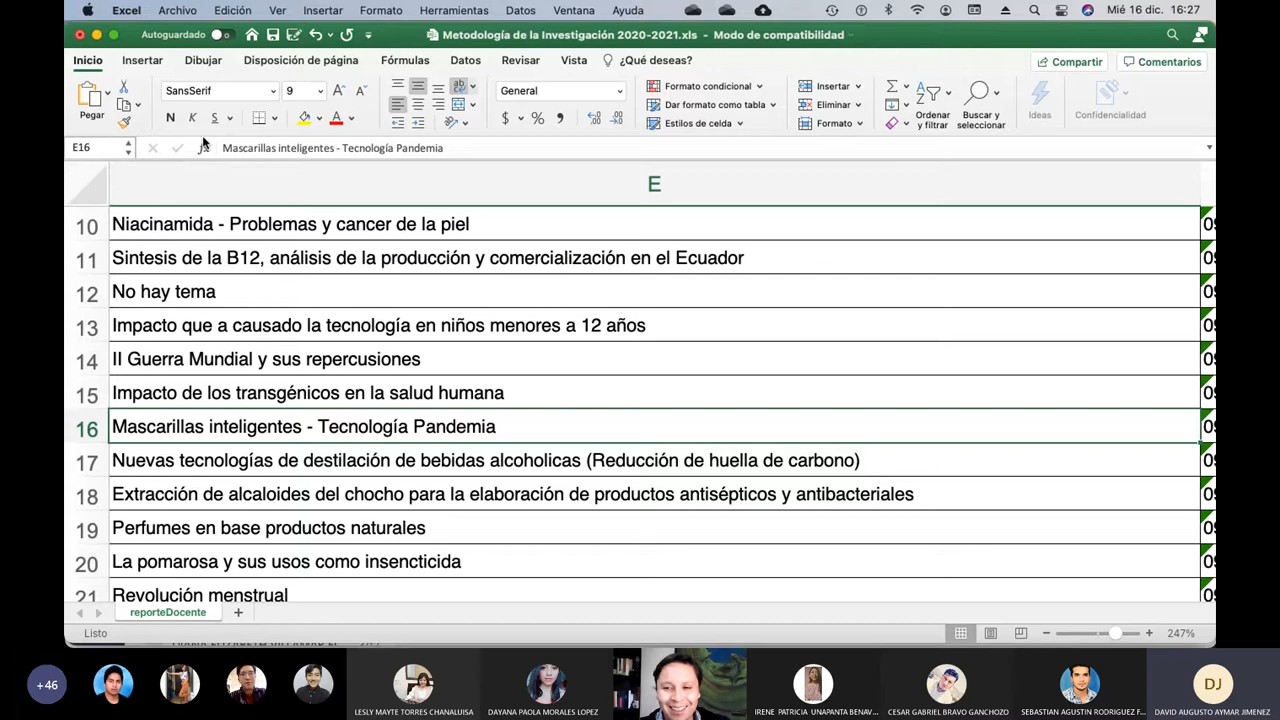 Excel Archivo Edición Ver Insertar Formato Herramientas Datos Ventana Ayuda Mié 16 dic. 16:27
Autoguardado Metodología de la Investigación 2020-2021.xls - Modo de compatibilidad
Inicio Insertar Dibujar Disposición de página Fórmulas Datos Revisar Vista ¿Qué deseas? Compartir Comentarios
SansSerif 9 General Formato condicional Insertar
Dar formato como tabla Eliminar
Pegar N K S $ % Estilos de celda Formato Ordenar y filtrar Buscar y seleccionar Ideas Confidencialidad
E16 Mascarillas inteligentes - Tecnología Pandemia
E
10 Niacinamida - Problemas y cancer de la piel
11 Sintesis de la B12, análisis de la producción y comercialización en el Ecuador
12 No hay tema
13 Impacto que a causado la tecnología en niños menores a 12 años
14 II Guerra Mundial y sus repercusiones
15 Impacto de los transgénicos en la salud humana
16 Mascarillas inteligentes - Tecnología Pandemia
17 Nuevas tecnologías de destilación de bebidas alcoholicas (Reducción de huella de carbono)
18 Extracción de alcaloides del chocho para la elaboración de productos antisépticos y antibacteriales
19 Perfumes en base productos naturales
20 La pomarosa y sus usos como insencticida
21 Revolución menstrual
reporteDocente
Listo 247%
+46 DJ
LESLY MAYTE TORRES CHANALUISA DAYANA PAOLA MORALES LOPEZ IRENE PATRICIA UNAPANTA BENAV... CESAR GABRIEL BRAVO GANCHOZO SEBASTIAN AGUSTIN RODRIGUEZ F... DAVID AUGUSTO AYMAR JIMENEZ